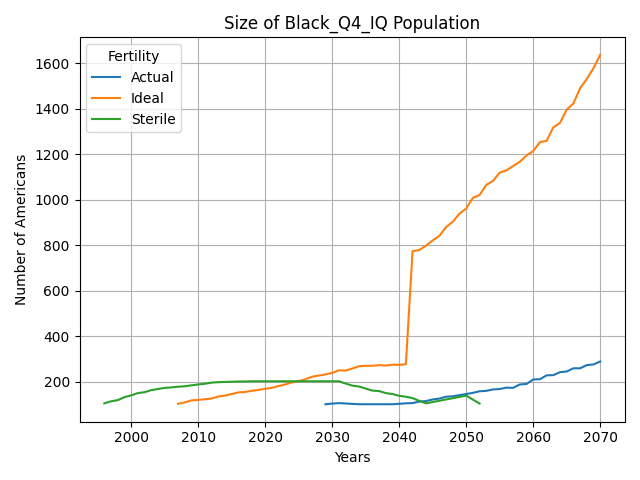 Size of Black_Q4_IQ Population
Fertility
Actual
Ideal
Sterile
Number of Americans
1600
1400
1200
1000
800
600
400
200
2000 2010 2020 2030 2040 2050 2060 2070
Years